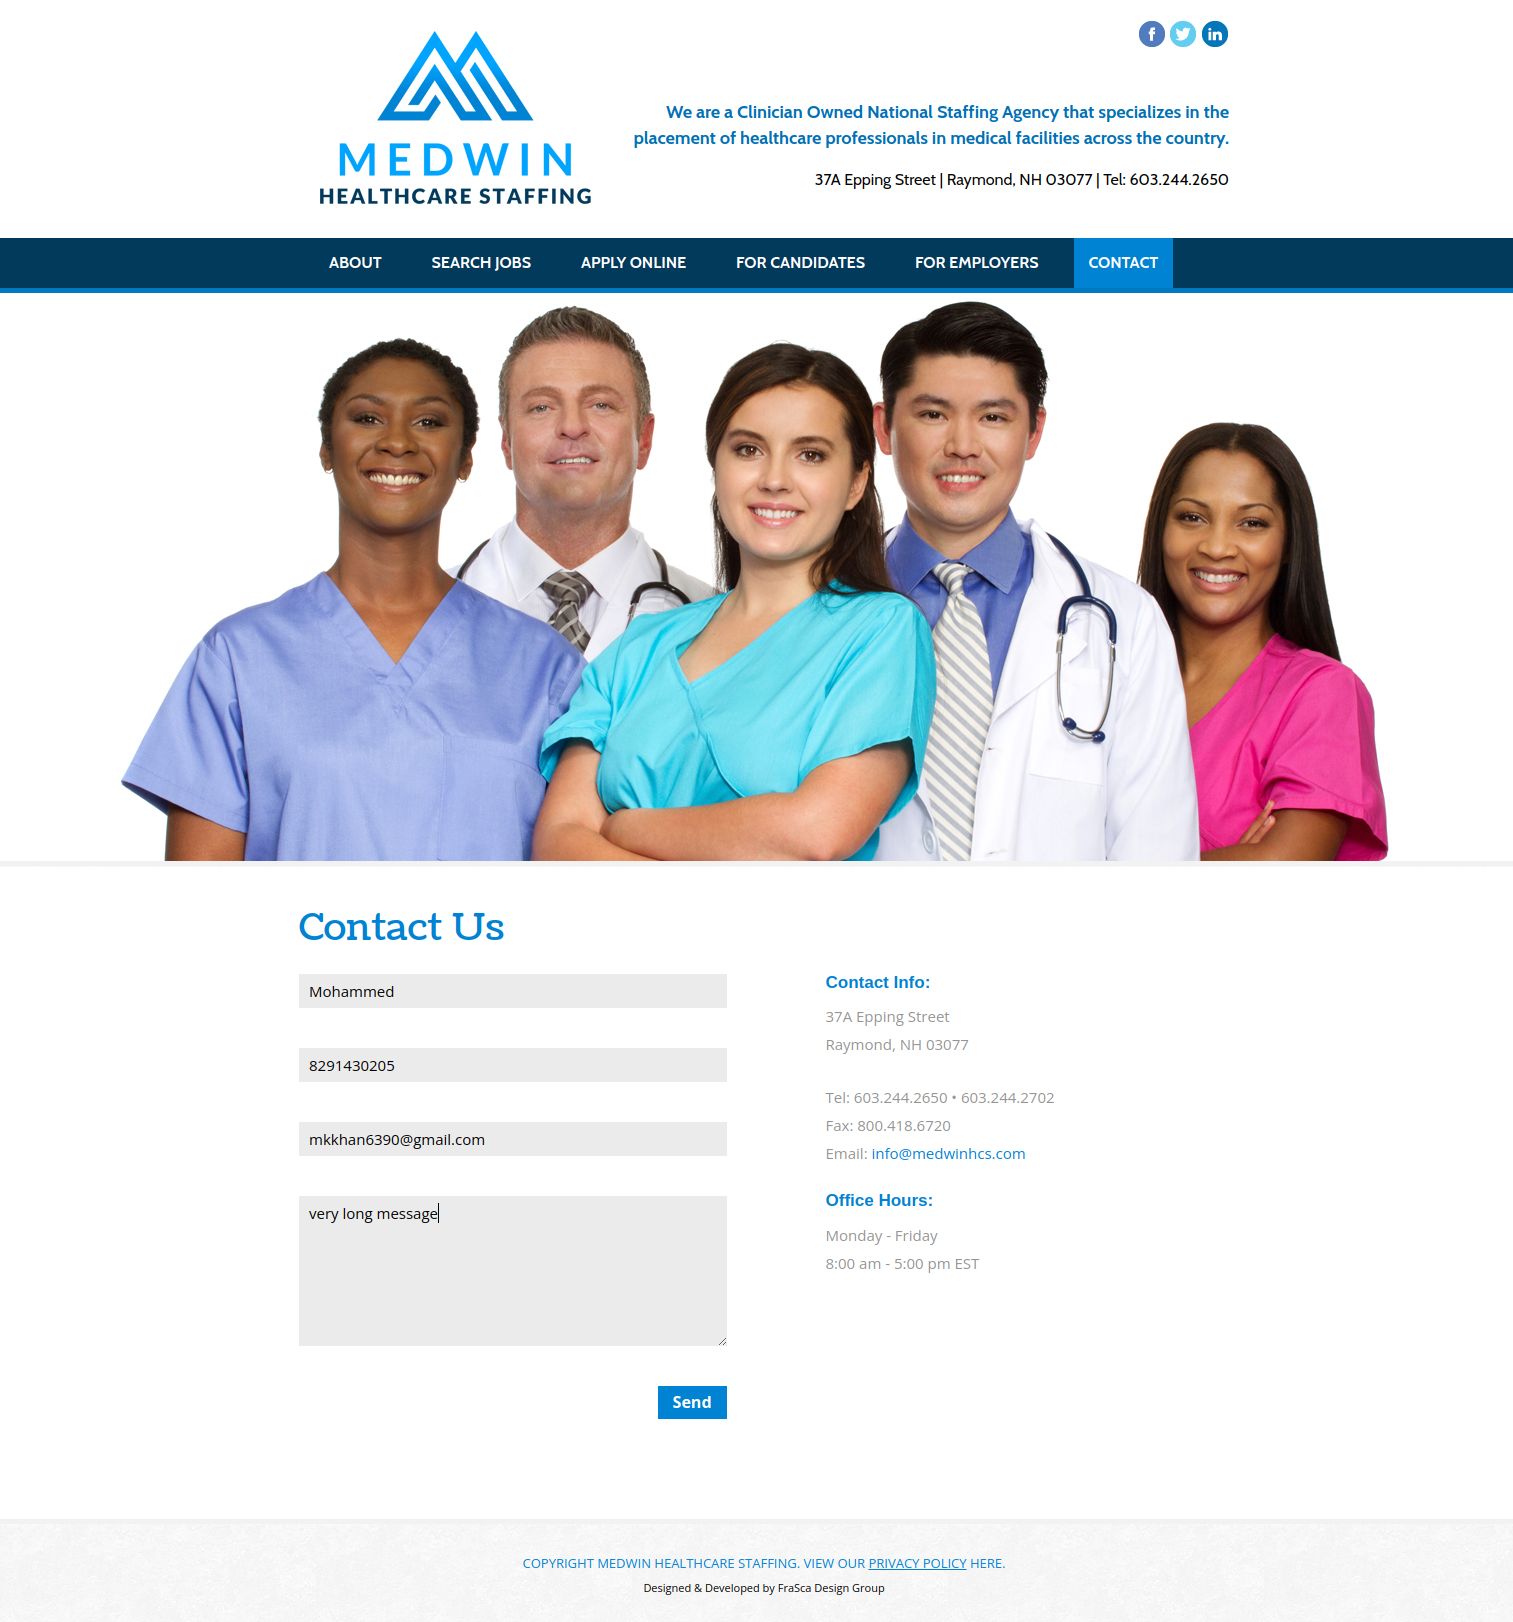 MEDWIN
HEALTHCARE STAFFING
We are a Clinician Owned National Staffing Agency that specializes in the
placement of healthcare professionals in medical facilities across the country.
37A Epping Street | Raymond, NH 03077 | Tel: 603.244.2650
ABOUT SEARCH JOBS APPLY ONLINE FOR CANDIDATES FOR EMPLOYERS CONTACT
Contact Us
Mohammed
8291430205
mkkhan6390@gmail.com
very long message
Send
Contact Info:
37A Epping Street
Raymond, NH 03077
Tel: 603.244.2650 • 603.244.2702
Fax: 800.418.6720
Email: info@medwinhcs.com
Office Hours:
Monday - Friday
8:00 am - 5:00 pm EST
COPYRIGHT MEDWIN HEALTHCARE STAFFING. VIEW OUR PRIVACY POLICY HERE.
Designed & Developed by FraSca Design Group